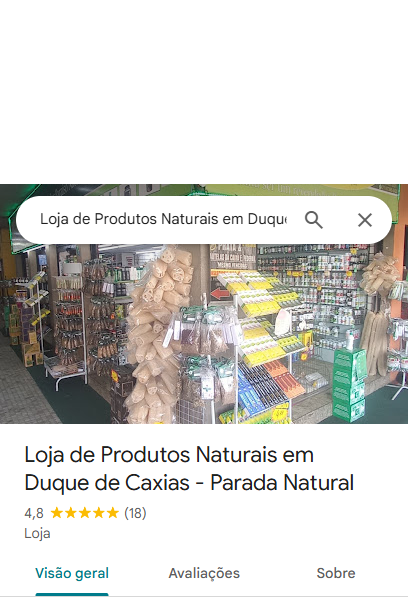 Loja de Produtos Naturais em Duque
Loja de Produtos Naturais em
Duque de Caxias - Parada Natural
4,8 (18)
Loja
Visão geral Avaliações Sobre